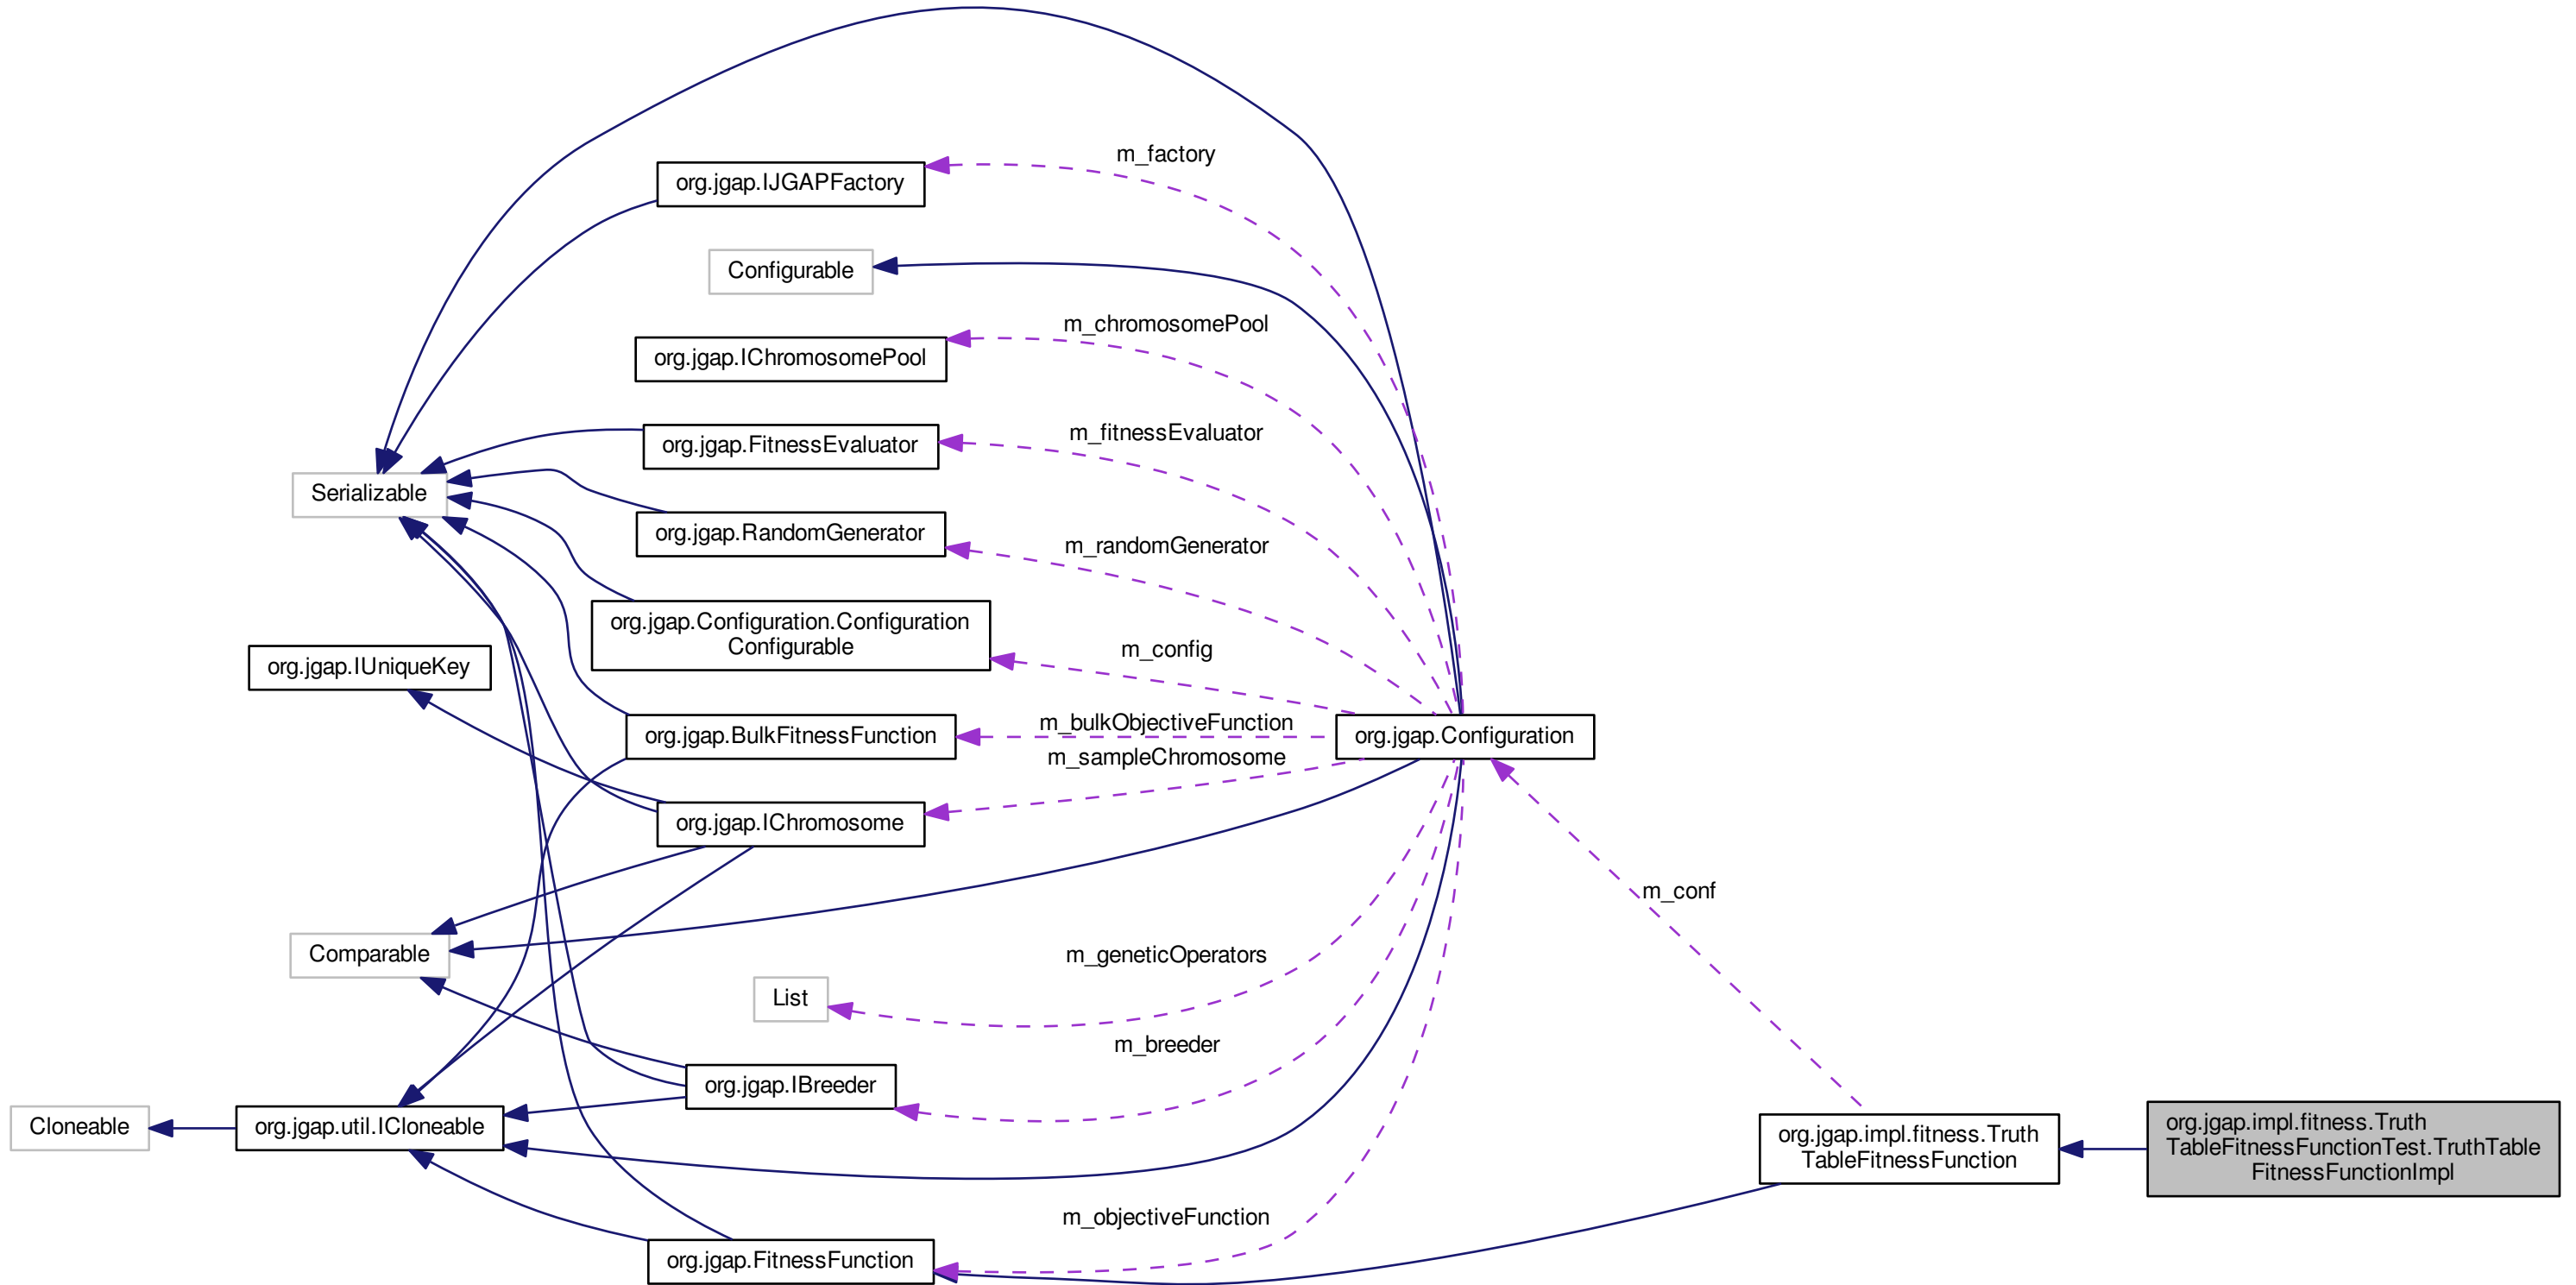 m_factory
org.jgap.IJGAPFactory
Configurable
m_chromosomePool
org.jgap.IChromosomePool
m_fitnessEvaluator
org.jgap.FitnessEvaluator
Serializable
org.jgap.RandomGenerator
m_randomGenerator
org.jgap.Configuration.Configuration
Configurable
m_config
org.jgap.IUniqueKey
m_bulkObjectiveFunction
org.jgap.BulkFitnessFunction
org.jgap.Configuration
m_sampleChromosome
org.jgap.IChromosome
m_conf
Comparable
m_geneticOperators
List
m_breeder
org.jgap.IBreeder
Cloneable
org.jgap.util.ICloneable
org.jgap.impl.fitness.Truth
TableFitnessFunction
org.jgap.impl.fitness.Truth
TableFitnessFunctionTest.TruthTable
FitnessFunctionImpl
m_objectiveFunction
org.jgap.FitnessFunction